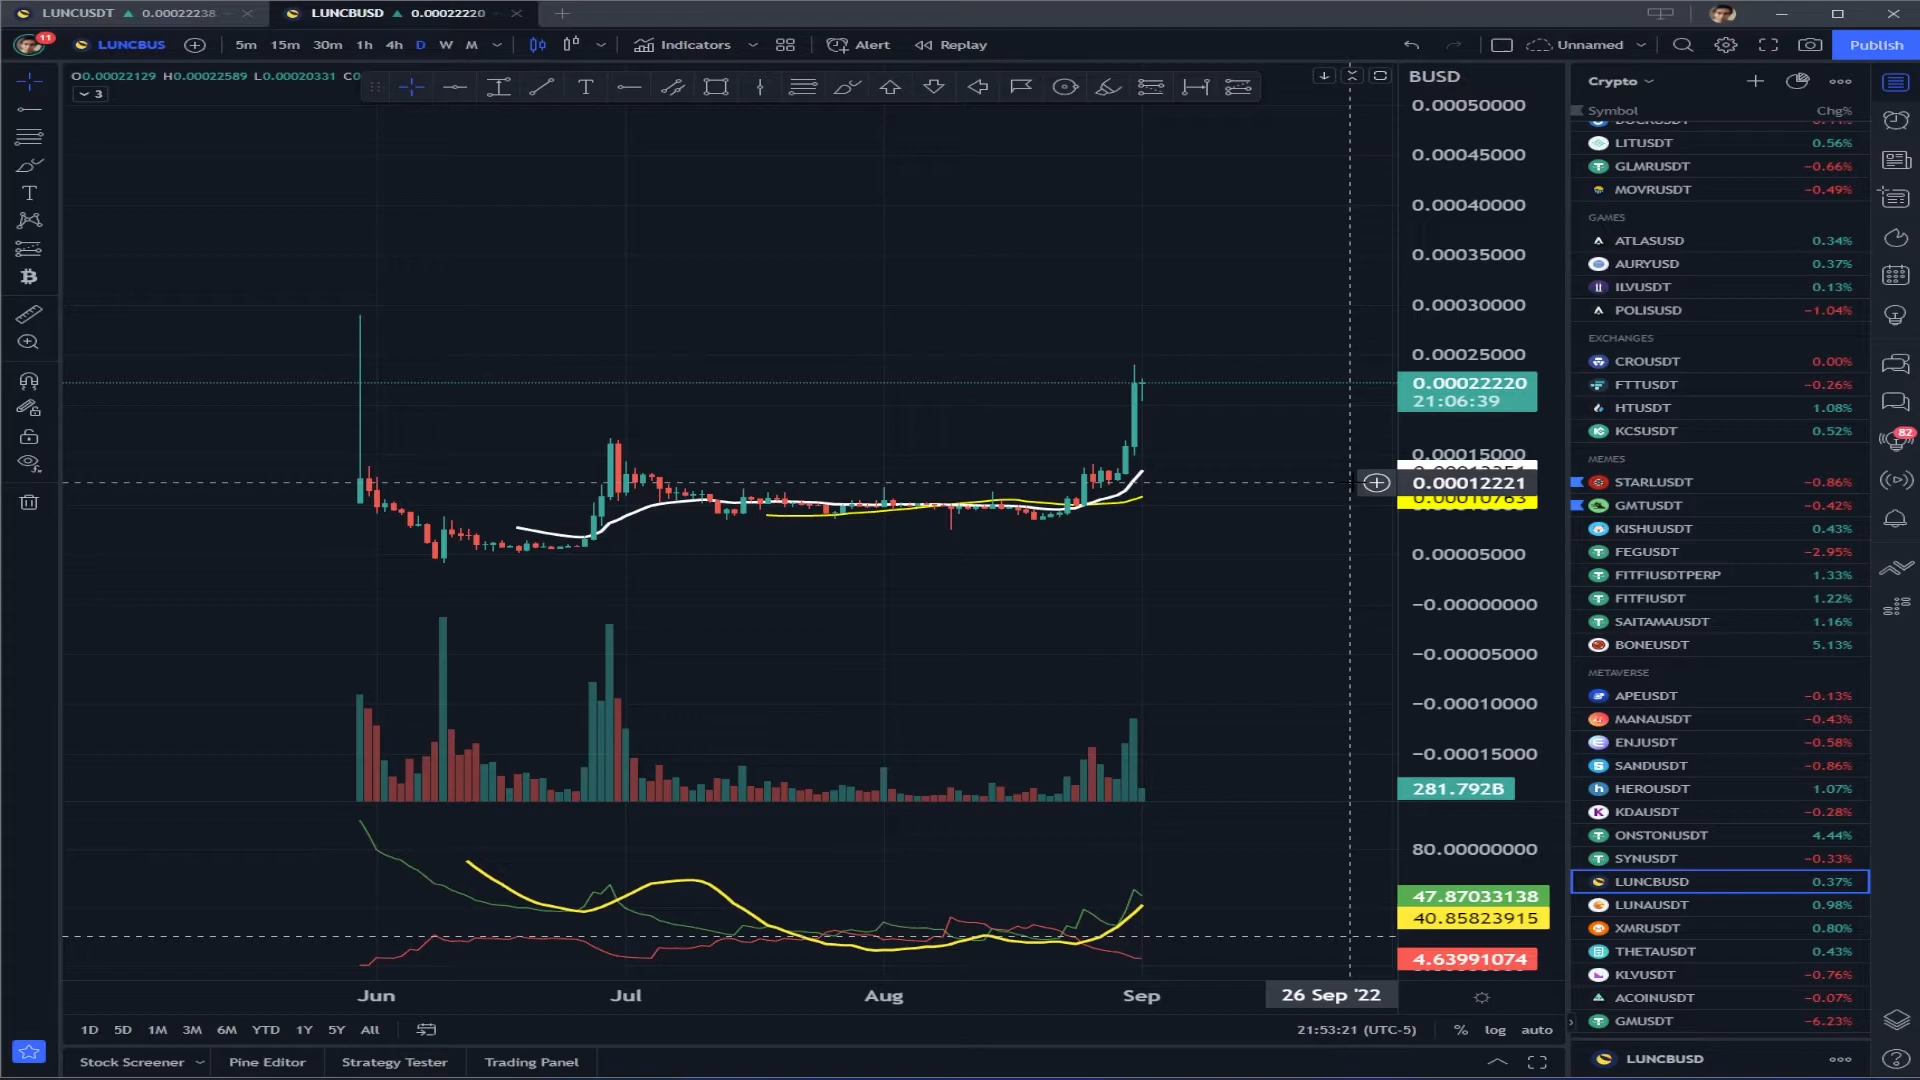 LUNCUSDT ▲ 0.00022238
LUNCBUSD ▲ 0.00022220
11
LUNCBUS
5m 15m 30m 1h 4h D W M
Indicators
Alert
Replay
Unnamed
Publish
O0.00022129 H0.00022589 L0.00020331 C0
3
BUSD
0.00050000
0.00045000
0.00040000
0.00035000
0.00030000
0.00025000
0.00022220
21:06:39
0.00015000
0.00012221
0.00010763
0.00005000
−0.00000000
−0.00005000
−0.00010000
−0.00015000
281.792B
80.00000000
47.87033138
40.85823915
4.63991074
Jun Jul Aug Sep 26 Sep '22
1D 5D 1M 3M 6M YTD 1Y 5Y All
21:53:21 (UTC-5) % log auto
Stock Screener Pine Editor Strategy Tester Trading Panel
Crypto
Symbol Chg%
LITUSDT 0.56%
GLMRUSDT −0.66%
MOVRUSDT −0.49%
GAMES
ATLASUSD 0.34%
AURYUSD 0.37%
ILVUSDT 0.13%
POLISUSD −1.04%
EXCHANGES
CROUSDT 0.00%
FTTUSDT −0.26%
HTUSDT 1.08%
KCSUSDT 0.52%
MEMES
STARLUSDT −0.86%
GMTUSDT −0.42%
KISHUUSDT 0.43%
FEGUSDT −2.95%
FITFIUSDTPERP 1.33%
FITFIUSDT 1.22%
SAITAMAUSDT 1.16%
BONEUSDT 5.13%
METAVERSE
APEUSDT −0.13%
MANAUSDT −0.43%
ENJUSDT −0.58%
SANDUSDT −0.86%
HEROUSDT 1.07%
KDAUSDT −0.28%
ONSTONUSDT 4.44%
SYNUSDT −0.33%
LUNCBUSD 0.37%
LUNAUSDT 0.98%
XMRUSDT 0.80%
THETAUSDT 0.43%
KLVUSDT −0.76%
ACOINUSDT −0.07%
GMUSDT −6.23%
LUNCBUSD
82